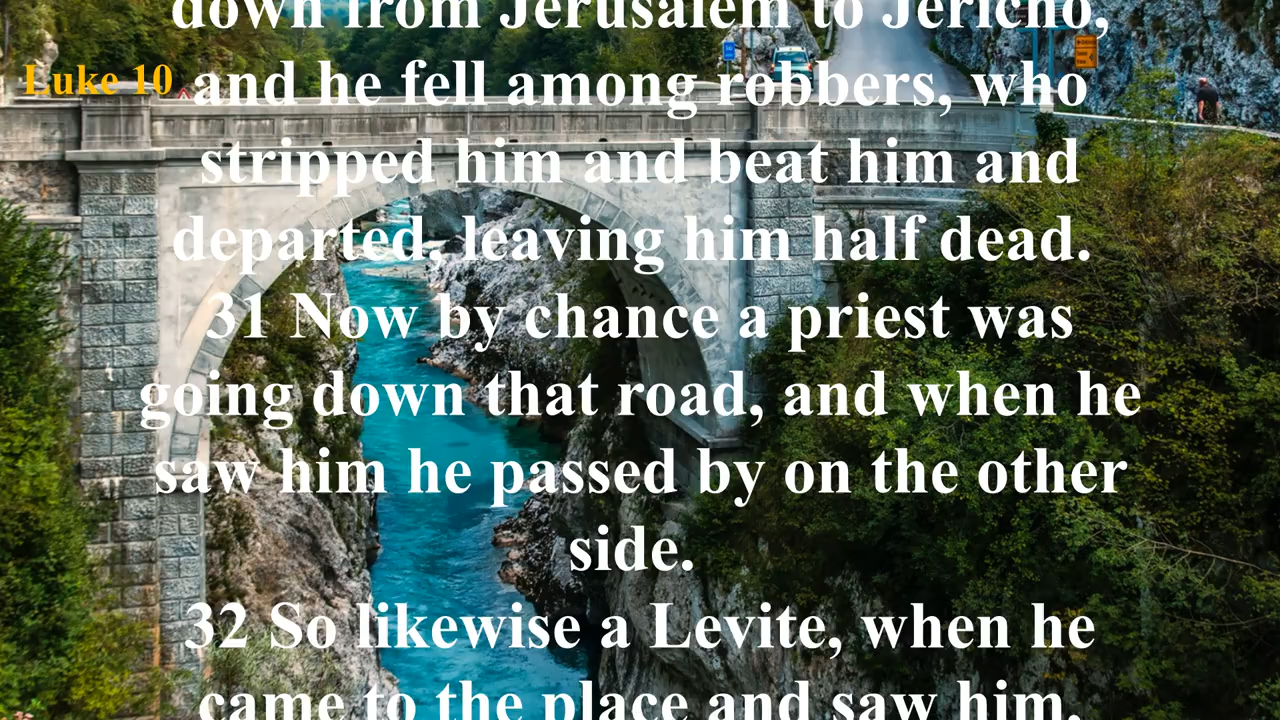 down from Jerusalem to Jericho,
Luke 10
and he fell among robbers, who
stripped him and beat him and
departed, leaving him half dead.
31 Now by chance a priest was
going down that road, and when he
saw him he passed by on the other
side.
32 So likewise a Levite, when he
came to the place and saw him,